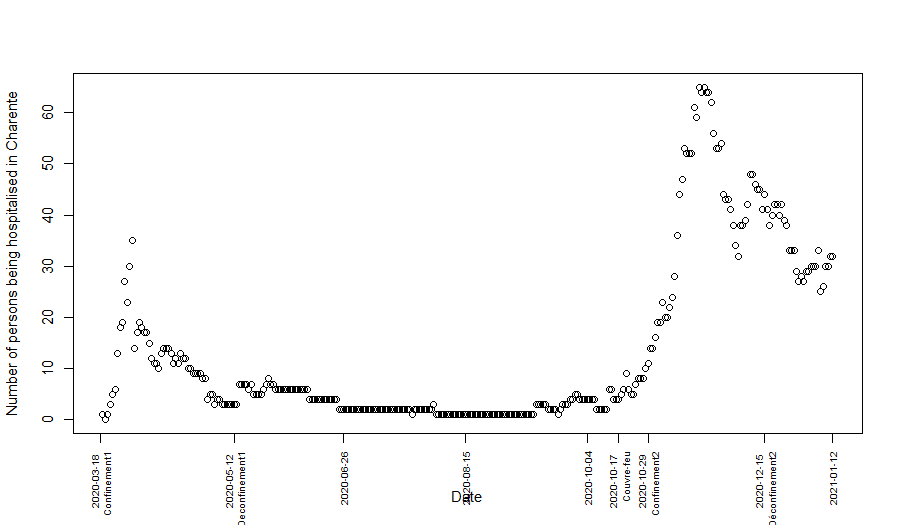 Number of persons being hospitalised in Charente
60
50
40
30
20
10
0
2020-03-18
Confinement1
2020-05-12
Deconfinement1
2020-06-26
2020-08-15
2020-10-04
2020-10-17
Couvre-feu
2020-10-29
Confinement2
2020-12-15
Déconfinement2
2021-01-12
Date